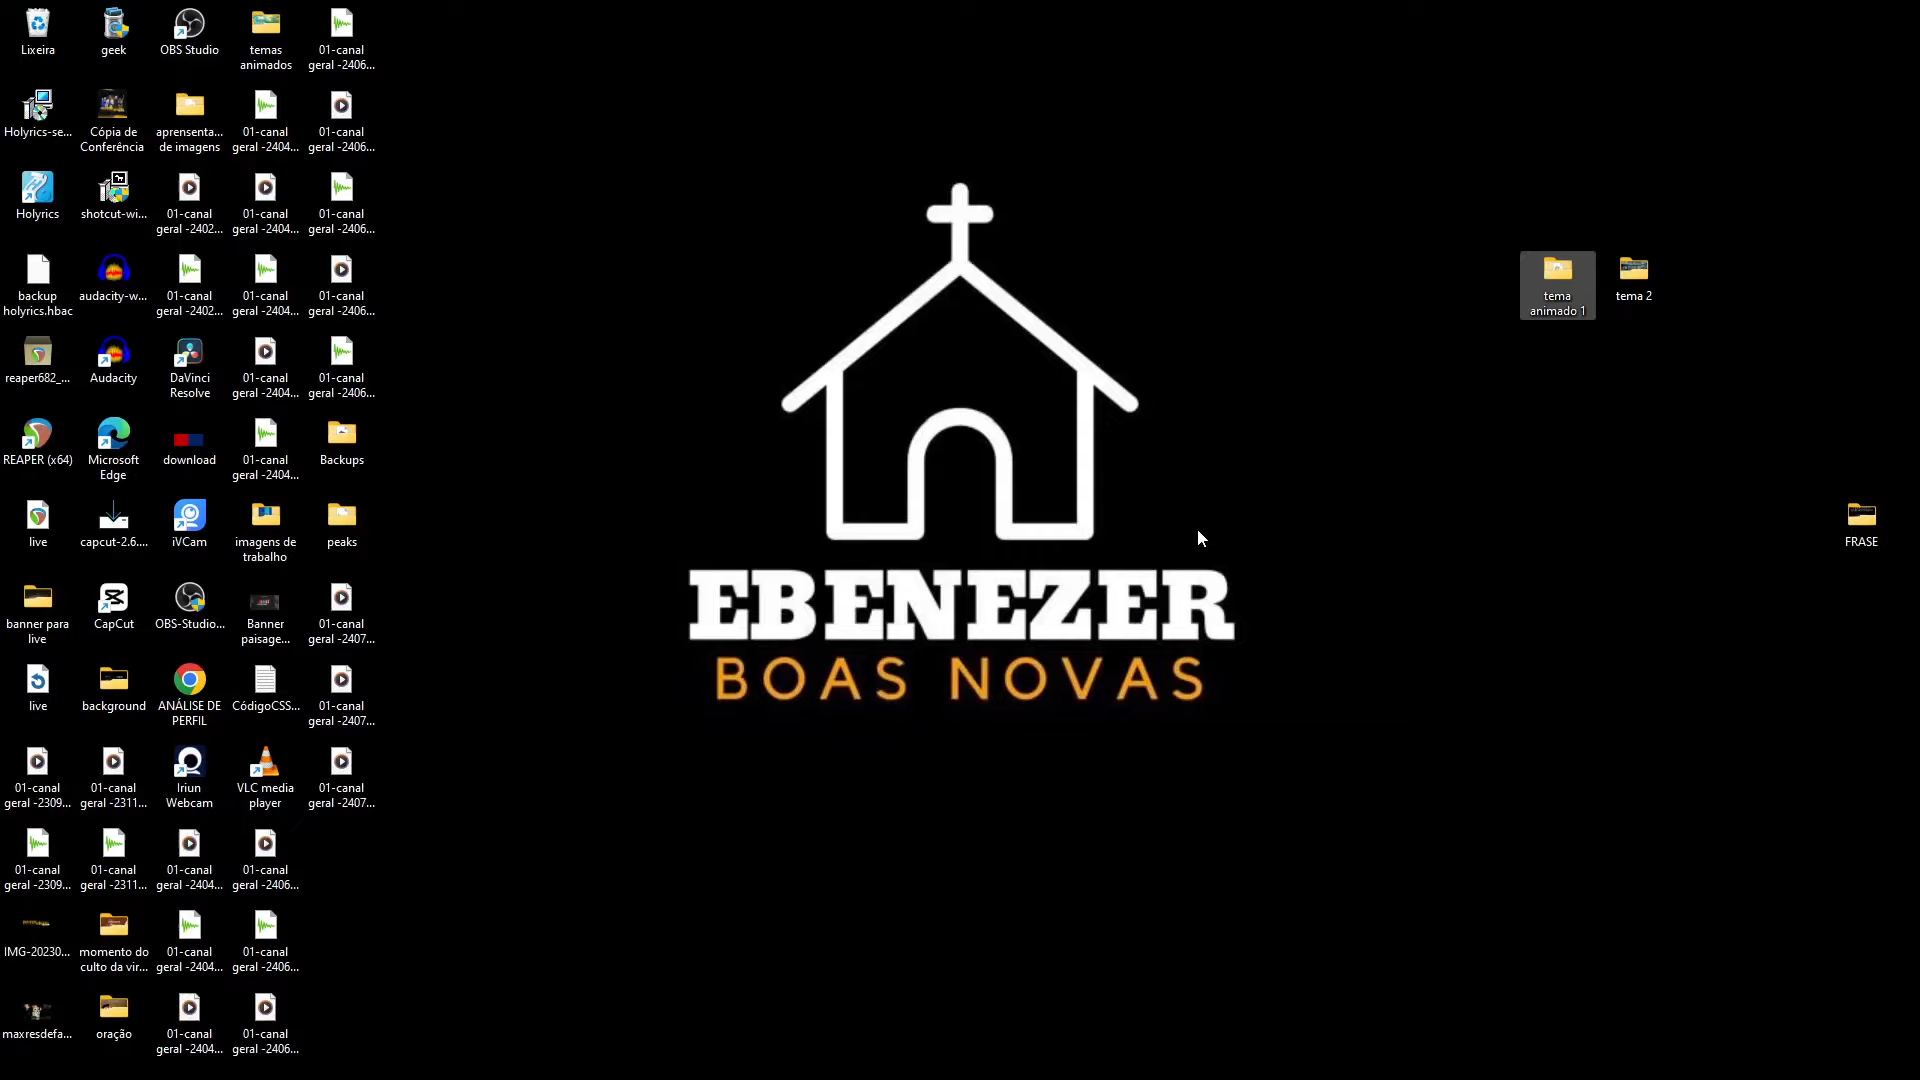 Lixeira
geek
OBS Studio
temas
animados
01-canal
geral -2406...
Holyrics-se...
Cópia de
Conferência
aprensenta...
de imagens
01-canal
geral -2404...
01-canal
geral -2406...
Holyrics
shotcut-wi...
01-canal
geral -2402...
01-canal
geral -2404...
01-canal
geral -2406...
backup
holyrics.hbac
audacity-w...
01-canal
geral -2402...
01-canal
geral -2404...
01-canal
geral -2406...
tema
animado 1
tema 2
reaper682_...
Audacity
DaVinci
Resolve
01-canal
geral -2404...
01-canal
geral -2406...
REAPER (x64)
Microsoft
Edge
download
01-canal
geral -2404...
Backups
live
capcut-2.6....
iVCam
imagens de
trabalho
peaks
FRASE
banner para
live
CapCut
OBS-Studio...
Banner
paisage...
01-canal
geral -2407...
EBENEZER
BOAS NOVAS
live
background
ANÁLISE DE
PERFIL
CódigoCSS...
01-canal
geral -2407...
01-canal
geral -2309...
01-canal
geral -2311...
Iriun
Webcam
VLC media
player
01-canal
geral -2407...
01-canal
geral -2309...
01-canal
geral -2311...
01-canal
geral -2404...
01-canal
geral -2406...
IMG-20230...
momento do
culto da vir...
01-canal
geral -2404...
01-canal
geral -2406...
maxresdefa...
oração
01-canal
geral -2404...
01-canal
geral -2406...